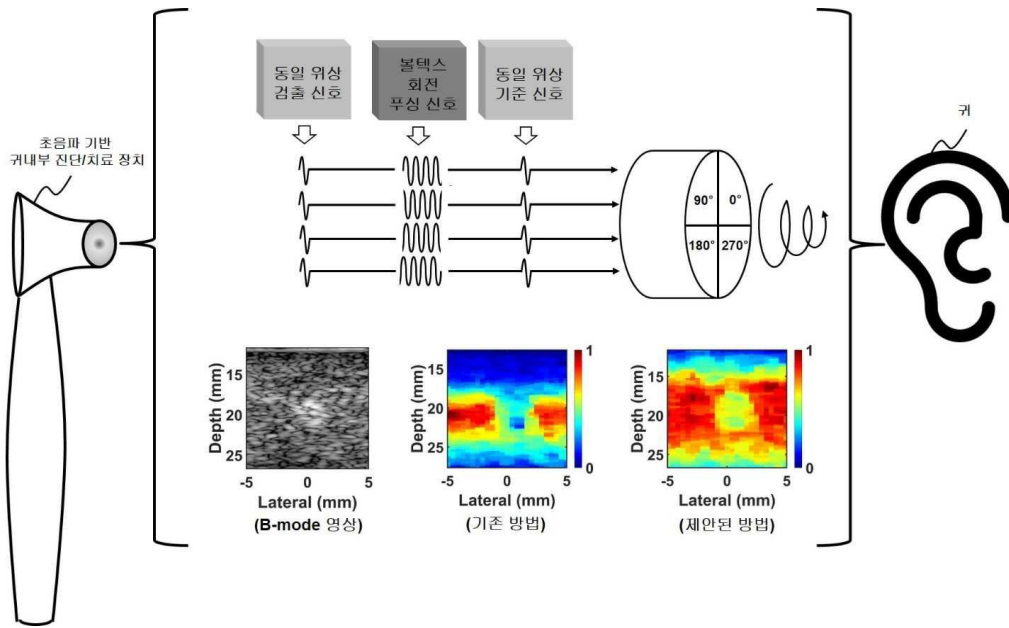 동일 위상
검출 신호
볼텍스
회전
푸싱 신호
동일 위상
기준 신호
초음파 기반
귀내부 진단/치료 장치
귀
90° 0°
180° 270°
15
20
25
Depth (mm)
-5 0 5
Lateral (mm)
(B-mode 영상)
1
0
15
20
25
Depth (mm)
-5 0 5
Lateral (mm)
(기존 방법)
1
0
15
20
25
Depth (mm)
-5 0 5
Lateral (mm)
(제안된 방법)